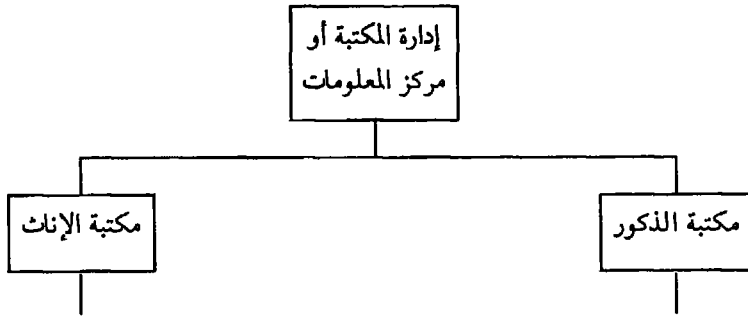 إدارة المكتبة أو
مركز المعلومات
مكتبة الذكور
مكتبة الإناث